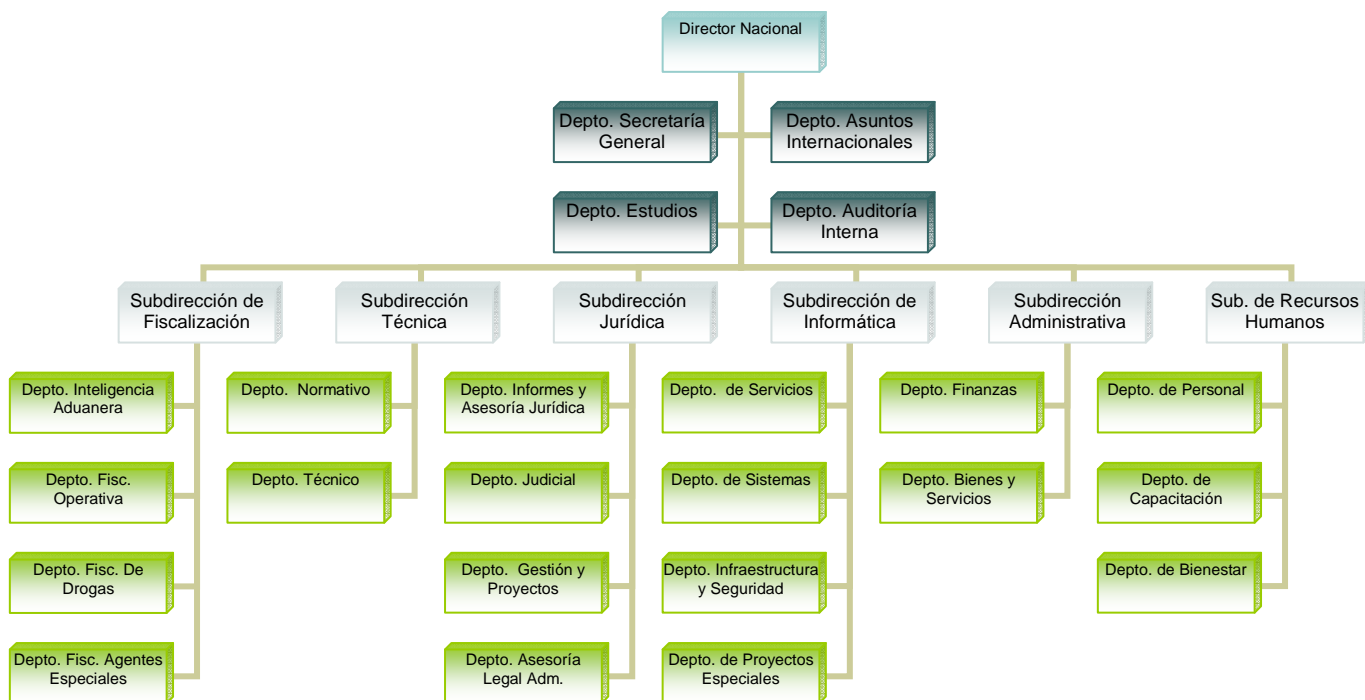 Director Nacional
Depto. Secretaría
General
Depto. Asuntos
Internacionales
Depto. Estudios
Depto. Auditoría
Interna
Subdirección de
Fiscalización
Subdirección
Técnica
Subdirección
Jurídica
Subdirección de
Informática
Subdirección
Administrativa
Sub. de Recursos
Humanos
Depto. Inteligencia
Aduanera
Depto. Normativo
Depto. Informes y
Asesoría Jurídica
Depto. de Servicios
Depto. Finanzas
Depto. de Personal
Depto. Fisc.
Operativa
Depto. Técnico
Depto. Judicial
Depto. de Sistemas
Depto. Bienes y
Servicios
Depto. de
Capacitación
Depto. Fisc. De
Drogas
Depto. Gestión y
Proyectos
Depto. Infraestructura
y Seguridad
Depto. de Bienestar
Depto. Fisc. Agentes
Especiales
Depto. Asesoría
Legal Adm.
Depto. de Proyectos
Especiales